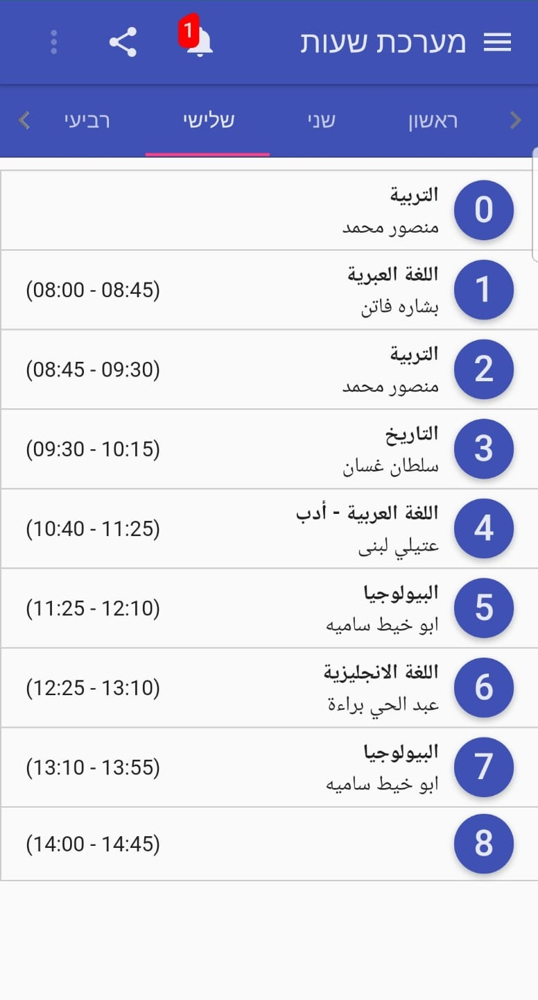 מערכת שעות
1
ראשון
שני
שלישי
רביעי
0
التربية
منصور محمد
1
اللغة العبرية
بشاره فاتن
(08:00 - 08:45)
2
التربية
منصور محمد
(08:45 - 09:30)
3
التاريخ
سلطان غسان
(09:30 - 10:15)
4
اللغة العربية - أدب
عتيلي لبنى
(10:40 - 11:25)
5
البيولوجيا
ابو خيط ساميه
(11:25 - 12:10)
6
اللغة الانجليزية
عبد الحي براءة
(12:25 - 13:10)
7
البيولوجيا
ابو خيط ساميه
(13:10 - 13:55)
8
(14:00 - 14:45)